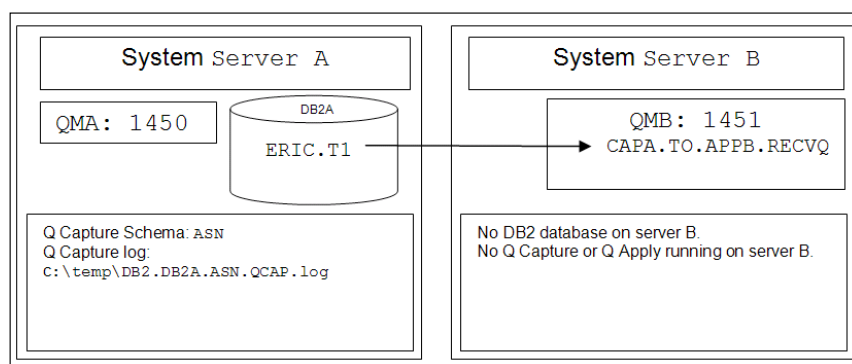 System Server A
QMA: 1450
DB2A
ERIC.T1
Q Capture Schema: ASN
Q Capture log:
C:\temp\DB2.DB2A.ASN.QCAP.log
System Server B
QMB: 1451
CAPA.TO.APPB.RECVQ
No DB2 database on server B.
No Q Capture or Q Apply running on server B.